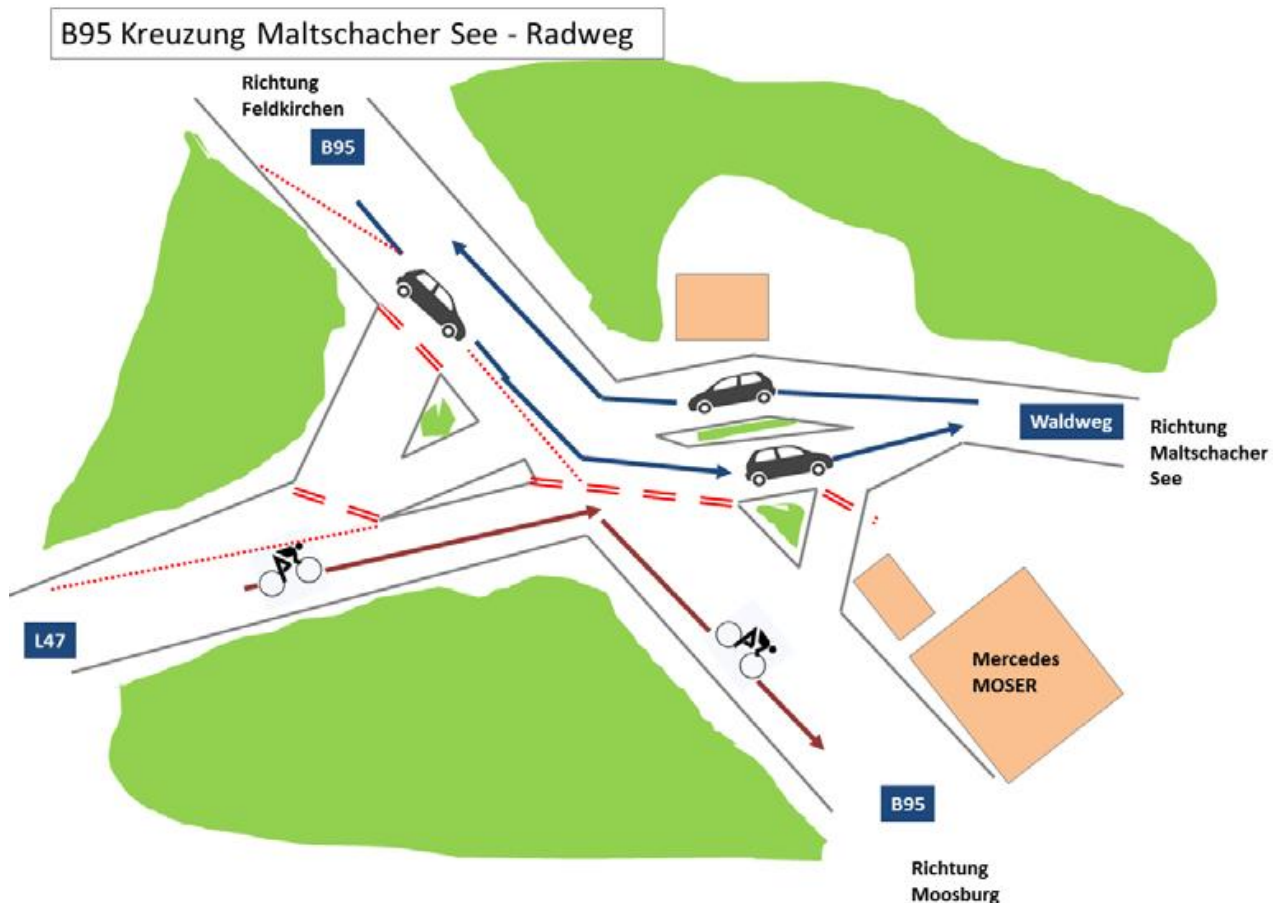 B95 Kreuzung Maltschacher See - Radweg
Richtung
Feldkirchen
B95
Waldweg
Richtung
Maltschacher
See
L47
Mercedes
MOSER
B95
Richtung
Moosburg